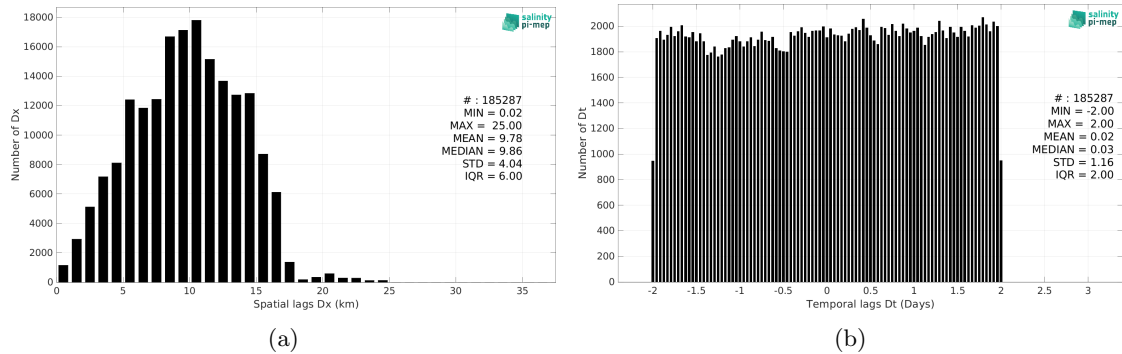 18000
16000
14000
12000
10000
8000
6000
4000
2000
0
Number of Dx
0
5
10
15
20
25
30
35
Spatial lags Dx (km)
salinity
pi-mep
# : 185287
MIN = 0.02
MAX = 25.00
MEAN = 9.78
MEDIAN = 9.86
STD = 4.04
IQR = 6.00
(a)
2000
1800
1600
1400
1200
1000
800
600
400
200
0
Number of Dt
-2
-1.5
-1
-0.5
0
0.5
1
1.5
2
2.5
3
Temporal lags Dt (Days)
salinity
pi-mep
# : 185287
MIN = -2.00
MAX = 2.00
MEAN = 0.02
MEDIAN = 0.03
STD = 1.16
IQR = 2.00
(b)